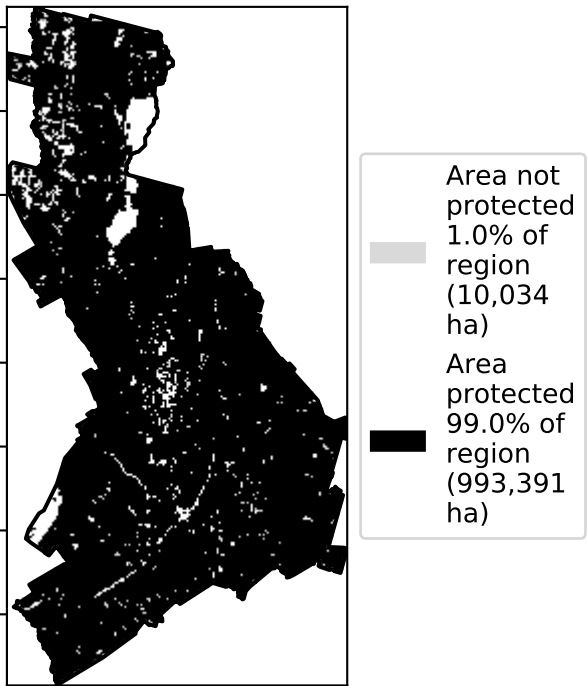 Area not
protected
1.0% of
region
(10,034
ha)
Area
protected
99.0% of
region
(993,391
ha)